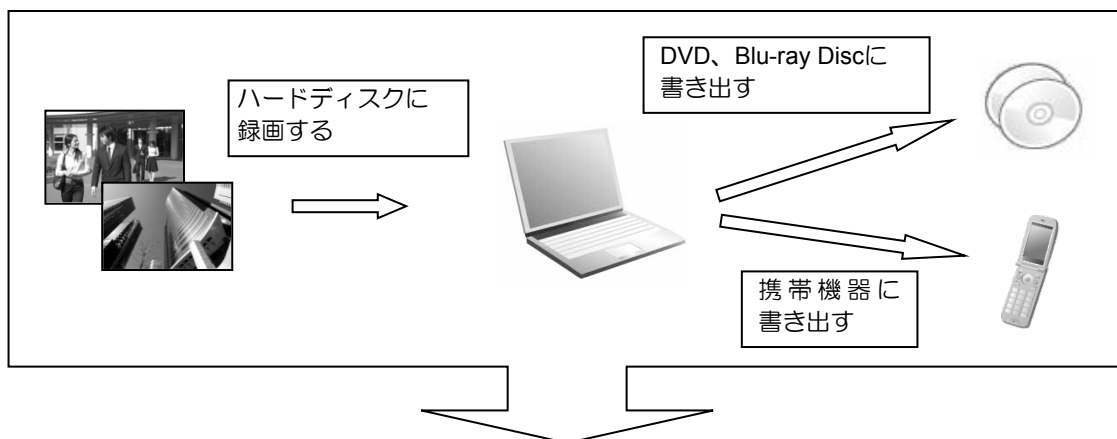 DVD、Blu-ray Discに
書き出す
ハードディスクに
録画する
携帯機器に
書き出す